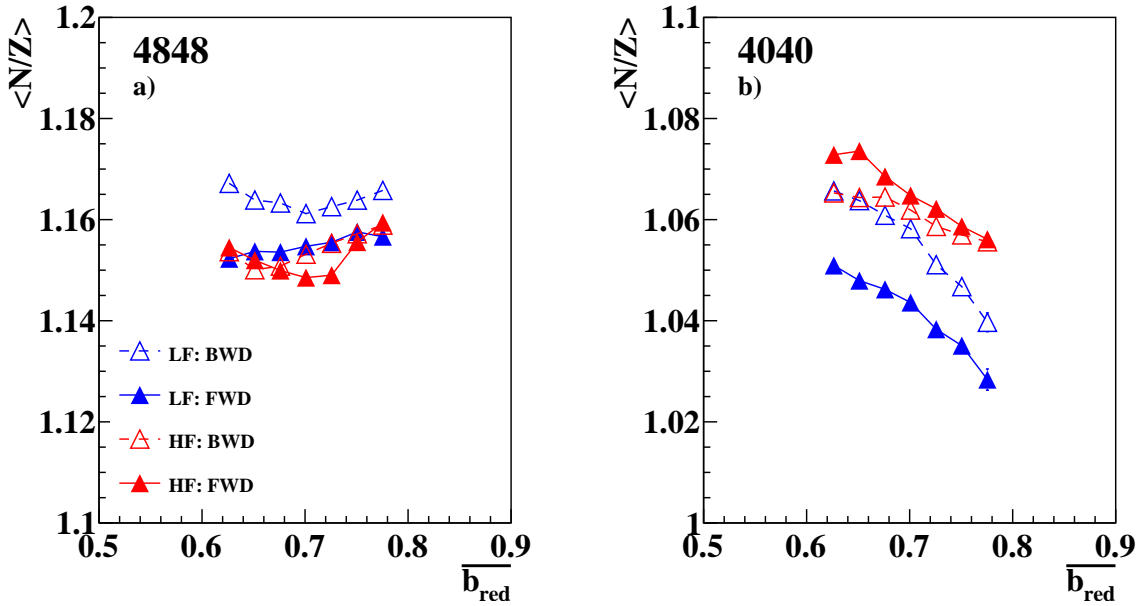 <N/Z>
1.2
4848
a)
1.18
1.16
1.14
1.12
1.1
LF: BWD
LF: FWD
HF: BWD
HF: FWD
0.5 0.6 0.7 0.8 0.9
b_red
<N/Z>
1.1
4040
b)
1.08
1.06
1.04
1.02
1
0.5 0.6 0.7 0.8 0.9
b_red